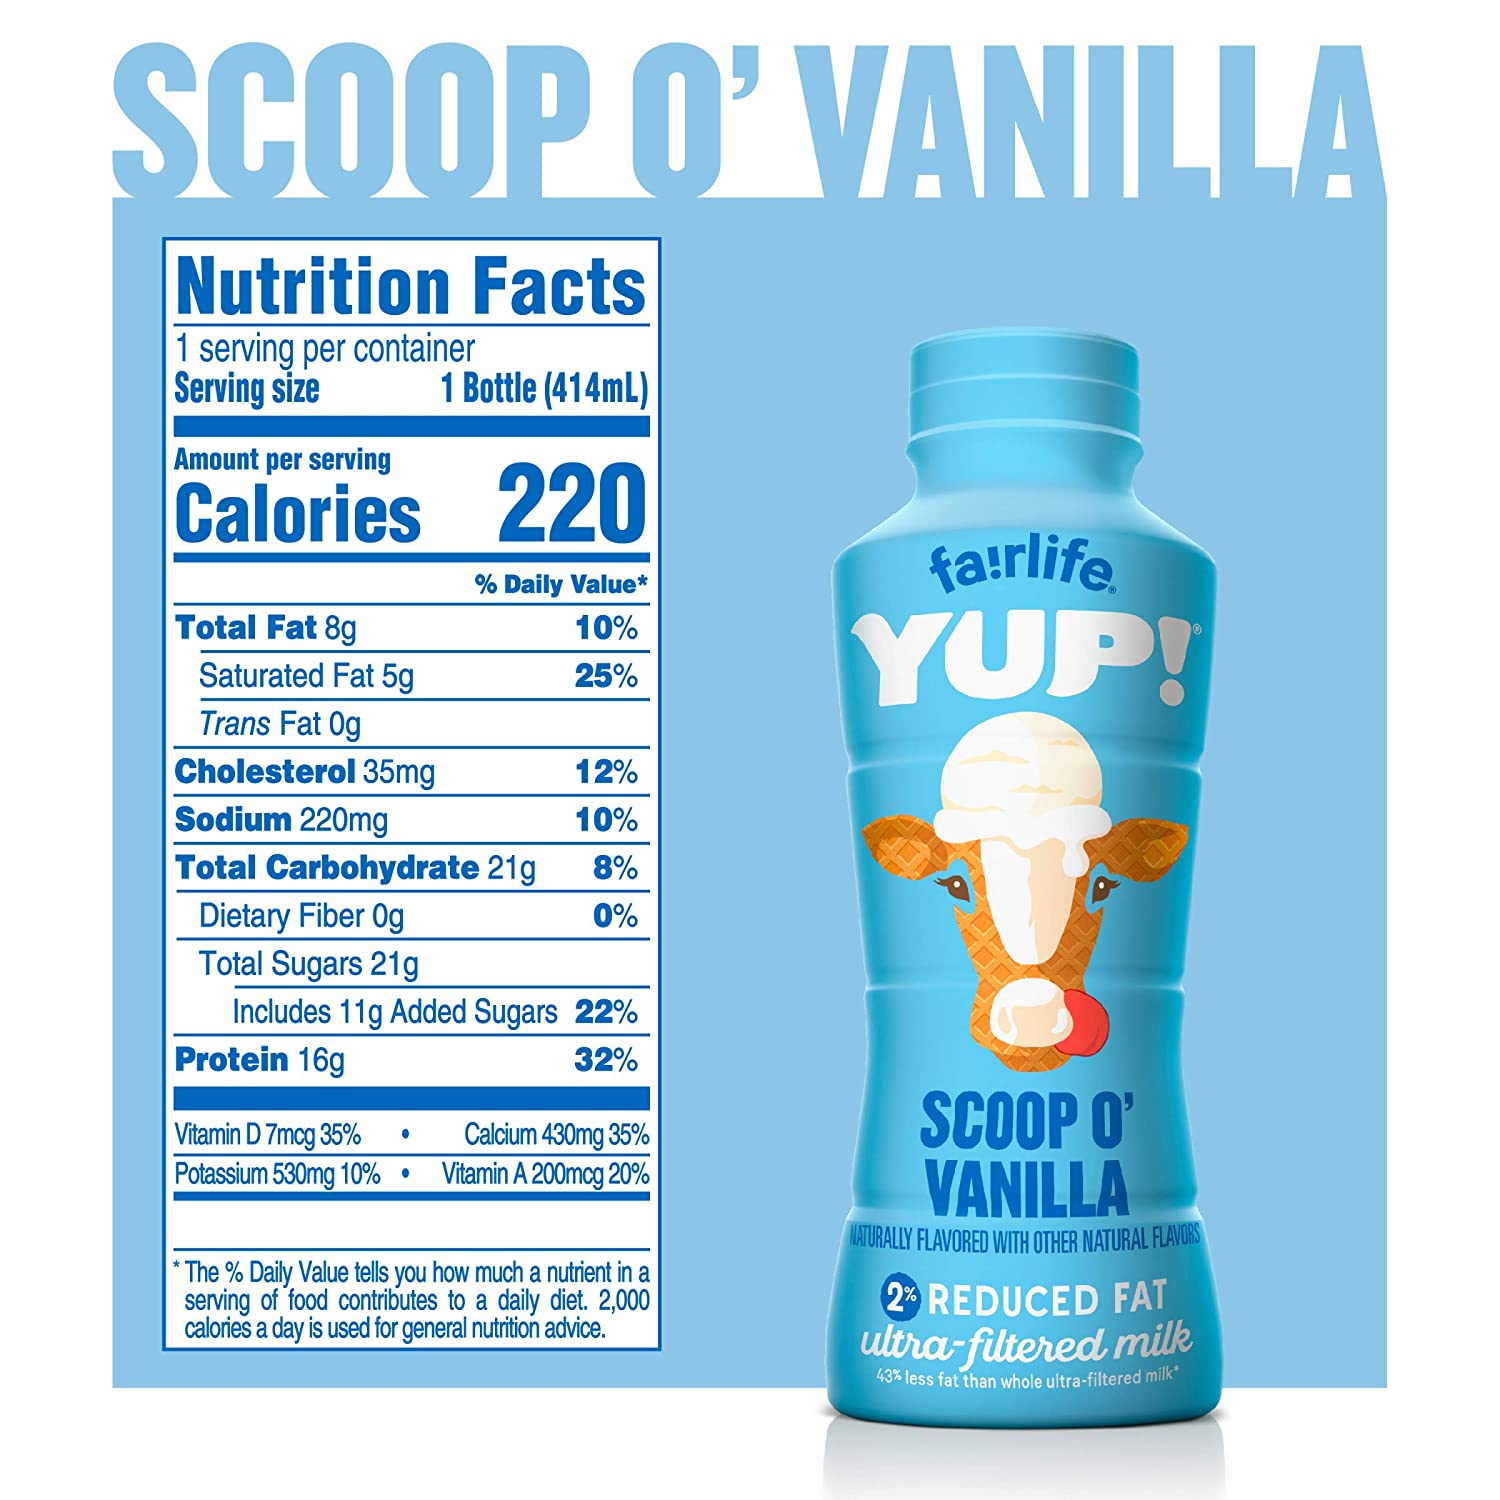 SCOOP O' VANILLA
Nutrition Facts
1 serving per container
Serving size 1 Bottle (414mL)
Amount per serving
Calories 220
% Daily Value*
Total Fat 8g 10%
Saturated Fat 5g 25%
Trans Fat 0g
Cholesterol 35mg 12%
Sodium 220mg 10%
Total Carbohydrate 21g 8%
Dietary Fiber 0g 0%
Total Sugars 21g
Includes 11g Added Sugars 22%
Protein 16g 32%
Vitamin D 7mcg 35% • Calcium 430mg 35%
Potassium 530mg 10% • Vitamin A 200mcg 20%
* The % Daily Value tells you how much a nutrient in a
serving of food contributes to a daily diet. 2,000
calories a day is used for general nutrition advice.
fa!rlife®
YUP!®
SCOOP O'
VANILLA
NATURALLY FLAVORED WITH OTHER NATURAL FLAVORS
2% REDUCED FAT
ultra-filtered milk
43% less fat than whole ultra-filtered milk*